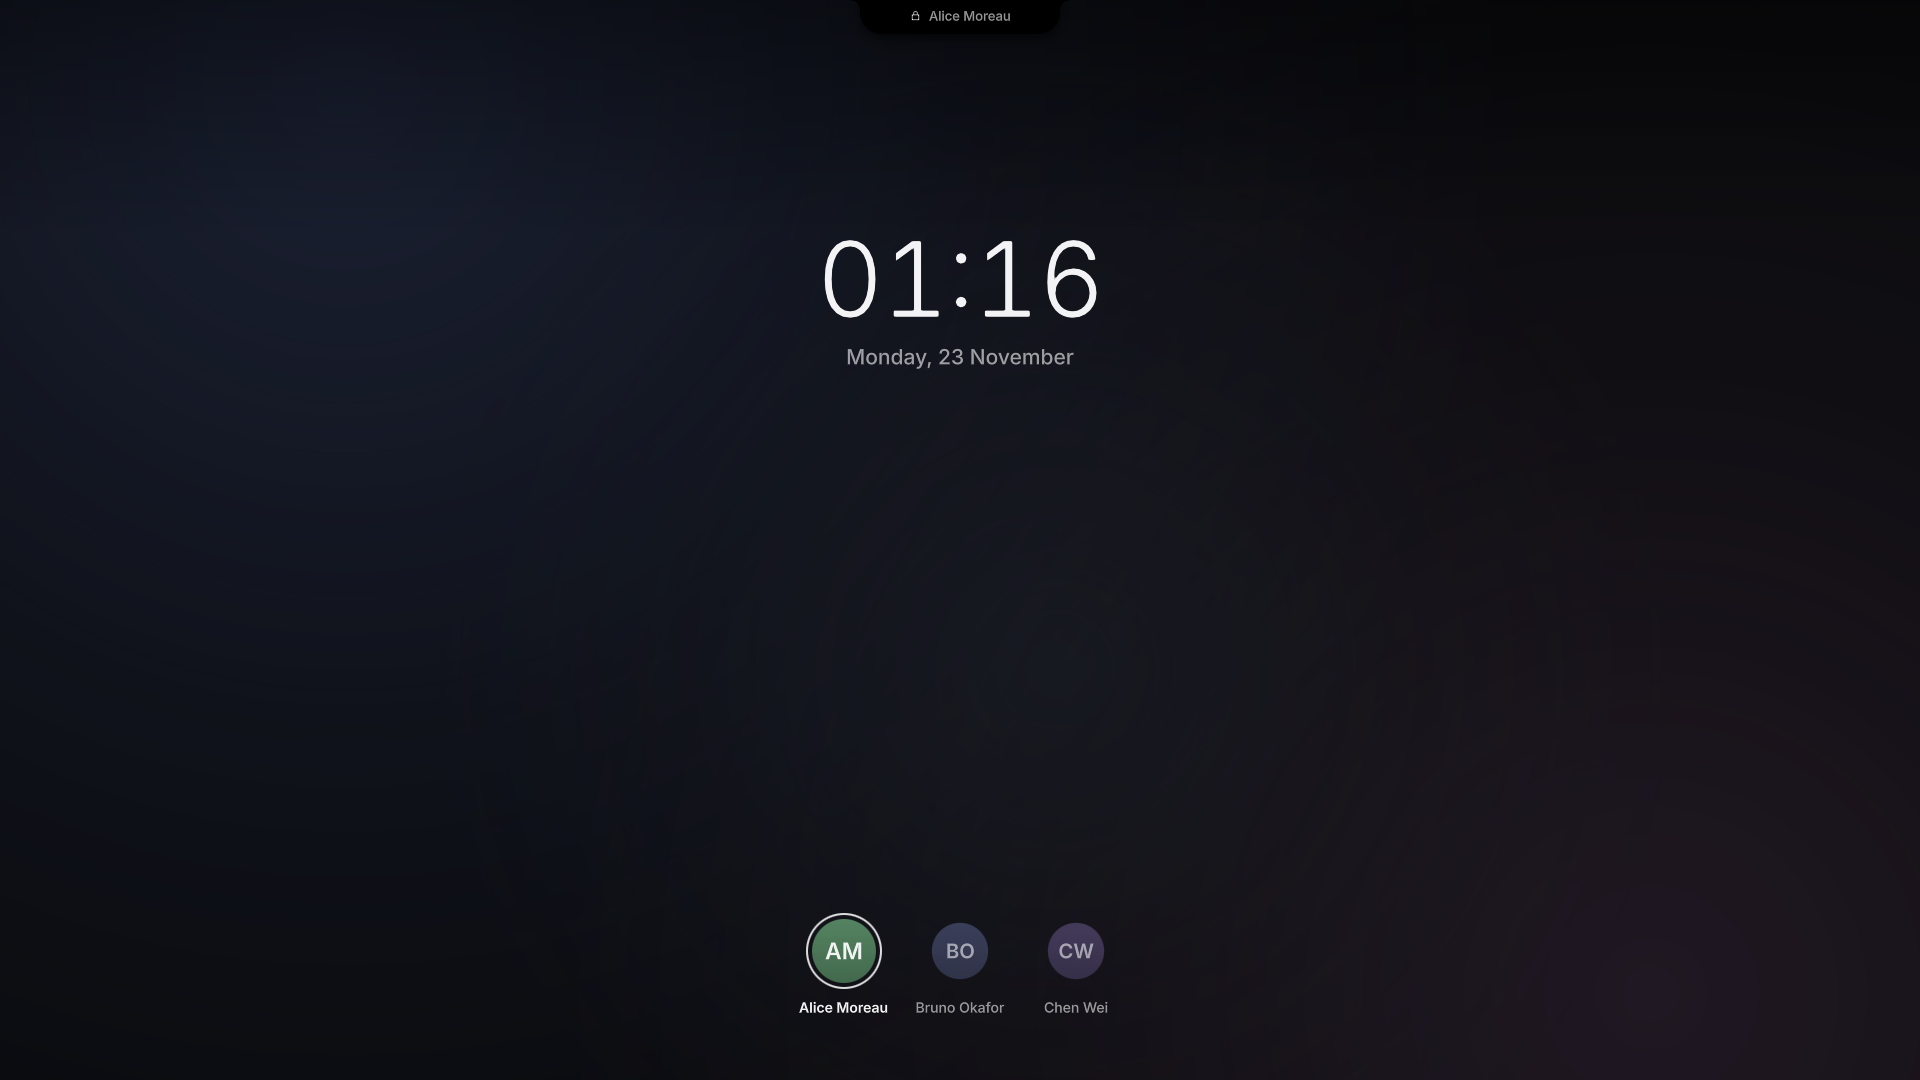 Alice Moreau
01:16
Monday, 23 November
AM
BO
CW
Alice Moreau
Bruno Okafor
Chen Wei